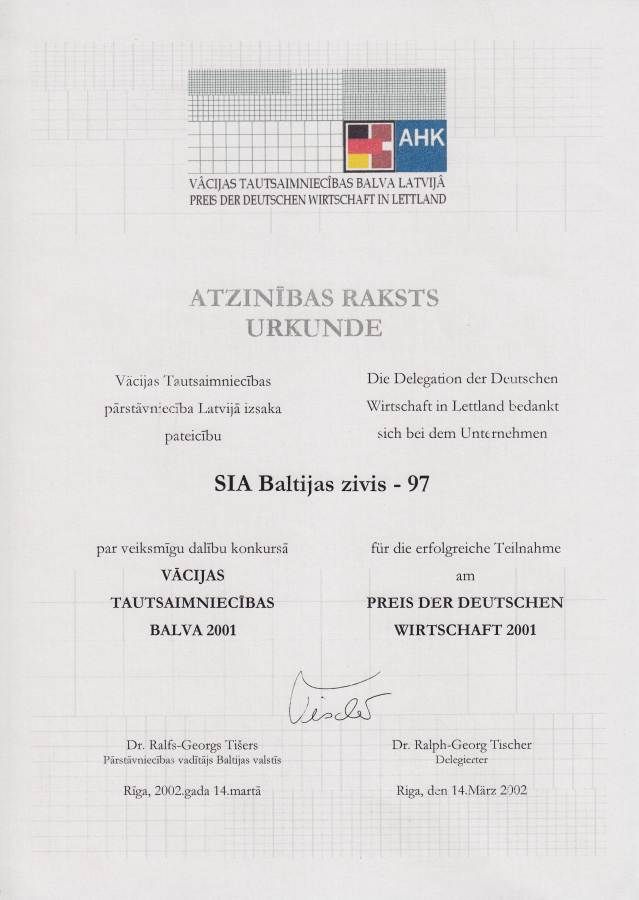 AHK
VĀCIJAS TAUTSAIMNIECĪBAS BALVA LATVIJĀ
PREIS DER DEUTSCHEN WIRTSCHAFT IN LETTLAND
ATZINĪBAS RAKSTS
URKUNDE
Vācijas Tautsaimniecības
pārstāvniecība Latvijā izsaka
pateicību
Die Delegation der Deutschen
Wirtschaft in Lettland bedankt
sich bei dem Unternehmen
SIA Baltijas zivis - 97
par veiksmīgu dalību konkursā
VĀCIJAS
TAUTSAIMNIECĪBAS
BALVA 2001
für die erfolgreiche Teilnahme
am
PREIS DER DEUTSCHEN
WIRTSCHAFT 2001
Tischer
Dr. Ralfs-Georgs Tišers
Pārstāvniecības vadītājs Baltijas valstīs
Rīga, 2002.gada 14.martā
Dr. Ralph-Georg Tischer
Delegierter
Riga, den 14.März 2002